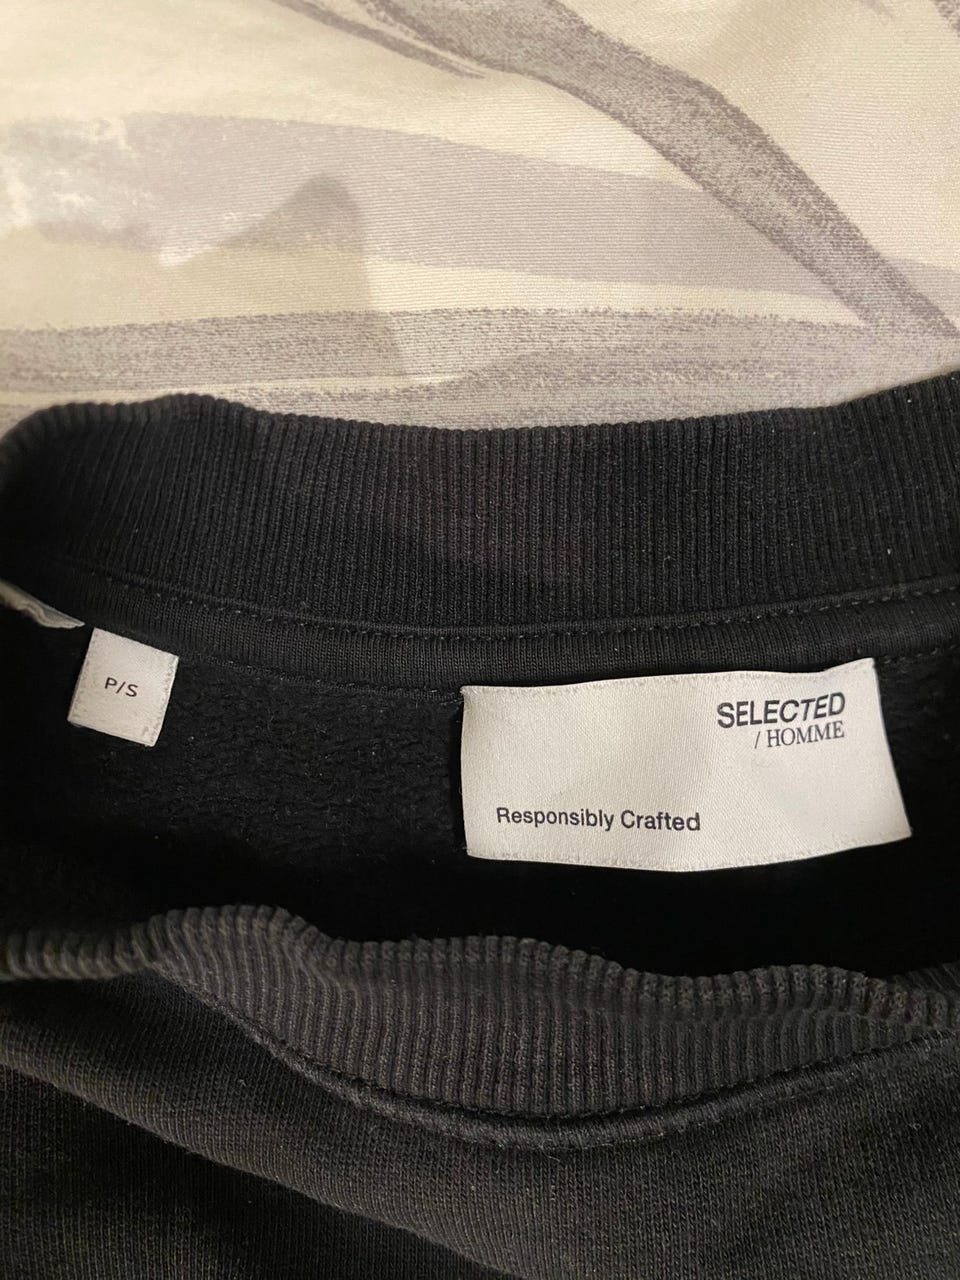 P/S
SELECTED
/ HOMME
Responsibly Crafted